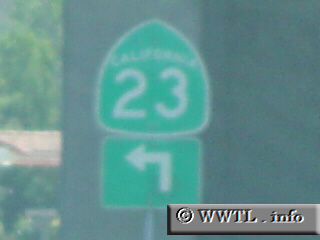 CALIFORNIA
23
© WWTL . info